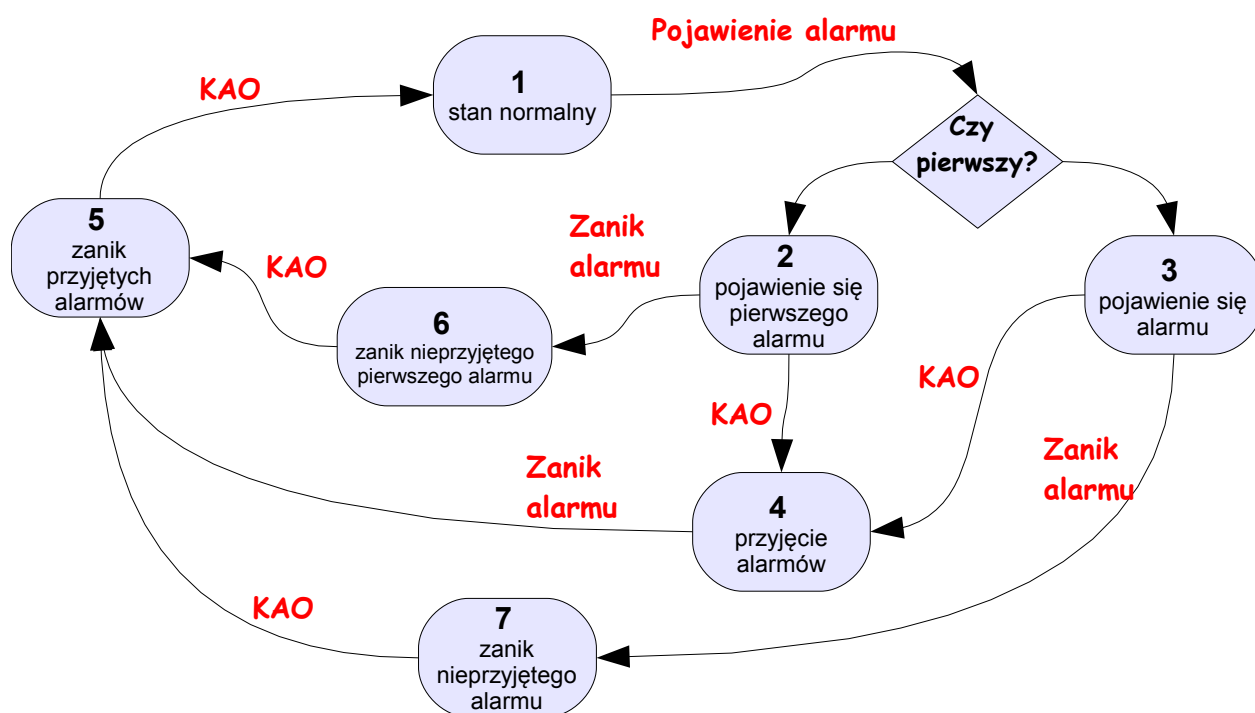 Pojawienie alarmu
KAO
1
stan normalny
Czy
pierwszy?
5
zanik
przyjętych
alarmów
KAO
Zanik
alarmu
2
pojawienie się
pierwszego
alarmu
3
pojawienie się
alarmu
6
zanik nieprzyjętego
pierwszego alarmu
KAO
KAO
Zanik
alarmu
Zanik
alarmu
4
przyjęcie
alarmów
KAO
7
zanik
nieprzyjętego
alarmu